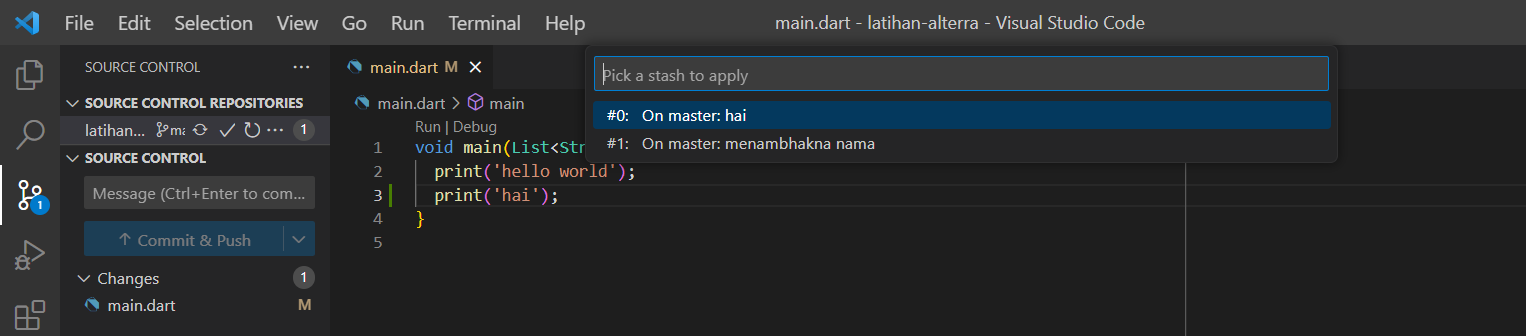 File Edit Selection View Go Run Terminal Help main.dart - latihan-alterra - Visual Studio Code
SOURCE CONTROL ...
SOURCE CONTROL REPOSITORIES
latihan... ma ... 1
SOURCE CONTROL
Message (Ctrl+Enter to com...
Commit & Push
Changes 1
main.dart M
1
main.dart M
main.dart > main
Pick a stash to apply
#0: On master: hai
#1: On master: menambhakna nama
Run | Debug
1 void main(List<Str
2 print('hello world');
3 print('hai');
4 }
5